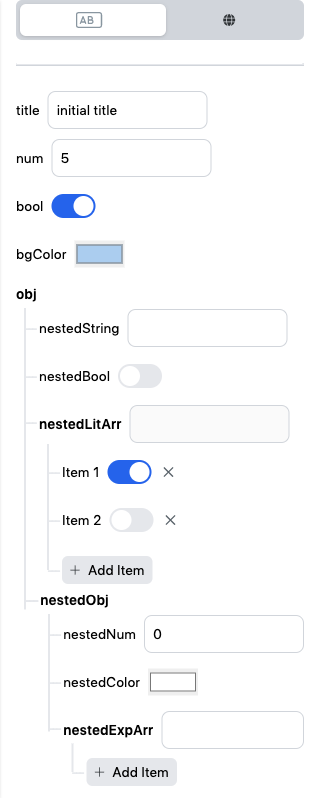 AB
title initial title
num 5
bool
bgColor
obj
nestedString
nestedBool
nestedLitArr
Item 1 ×
Item 2 ×
+ Add Item
nestedObj
nestedNum 0
nestedColor
nestedExpArr
+ Add Item